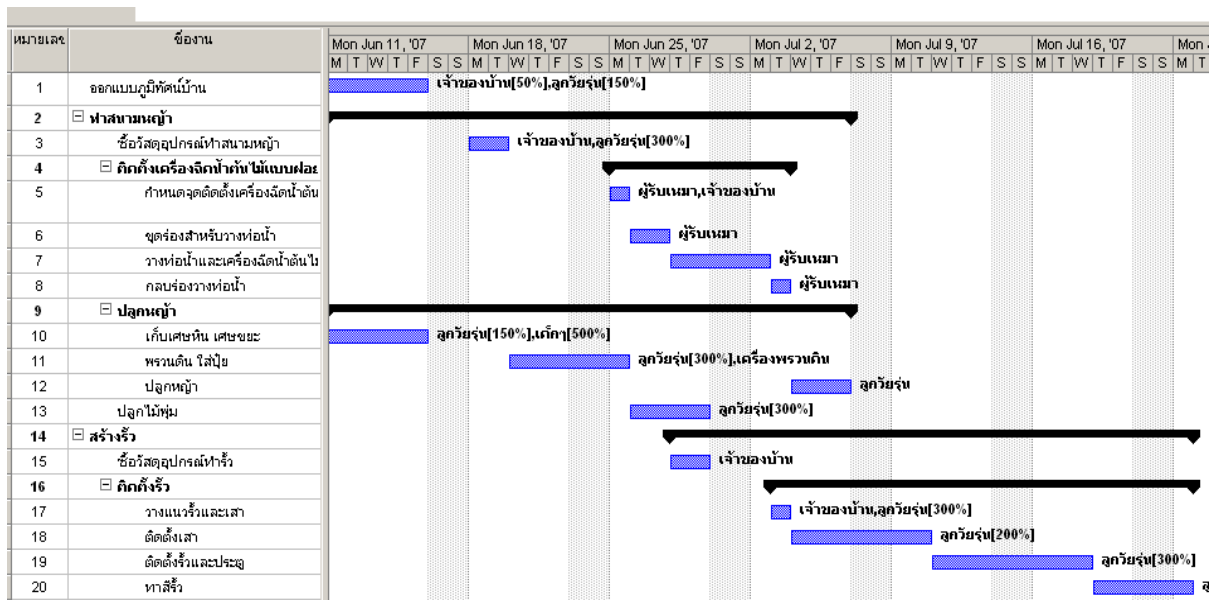 หมายเลข ชื่องาน
Mon Jun 11, '07 Mon Jun 18, '07 Mon Jun 25, '07 Mon Jul 2, '07 Mon Jul 9, '07 Mon Jul 16, '07 Mon
M T W T F S S M T W T F S S M T W T F S S M T W T F S S M T W T F S S M T W T F S S M T
1 ออกแบบภูมิทัศน์บ้าน เจ้าของบ้าน[50%],ลูกวัยรุ่น[150%]
2 ทำสนามหญ้า
3 ซื้อวัสดุอุปกรณ์ทำสนามหญ้า เจ้าของบ้าน,ลูกวัยรุ่น[300%]
4 ติดตั้งเครื่องฉีดน้ำต้นไม้แบบฝอย
5 กำหนดจุดติดตั้งเครื่องฉีดน้ำต้น ผู้รับเหมา,เจ้าของบ้าน
6 ขุดร่องสำหรับวางท่อน้ำ ผู้รับเหมา
7 วางท่อน้ำและเครื่องฉีดน้ำต้นไม้ ผู้รับเหมา
8 กลบร่องวางท่อน้ำ ผู้รับเหมา
9 ปลูกหญ้า
10 เก็บเศษหิน เศษขยะ ลูกวัยรุ่น[150%],เด็กๆ[500%]
11 พรวนดิน ใส่ปุ๋ย ลูกวัยรุ่น[300%],เครื่องพรวนดิน
12 ปลูกหญ้า ลูกวัยรุ่น
13 ปลูกไม้พุ่ม ลูกวัยรุ่น[300%]
14 สร้างรั้ว
15 ซื้อวัสดุอุปกรณ์ทำรั้ว เจ้าของบ้าน
16 ติดตั้งรั้ว
17 วางแนวรั้วและเสา เจ้าของบ้าน,ลูกวัยรุ่น[300%]
18 ติดตั้งเสา ลูกวัยรุ่น[200%]
19 ติดตั้งรั้วและประตู ลูกวัยรุ่น[300%]
20 ทาสีรั้ว